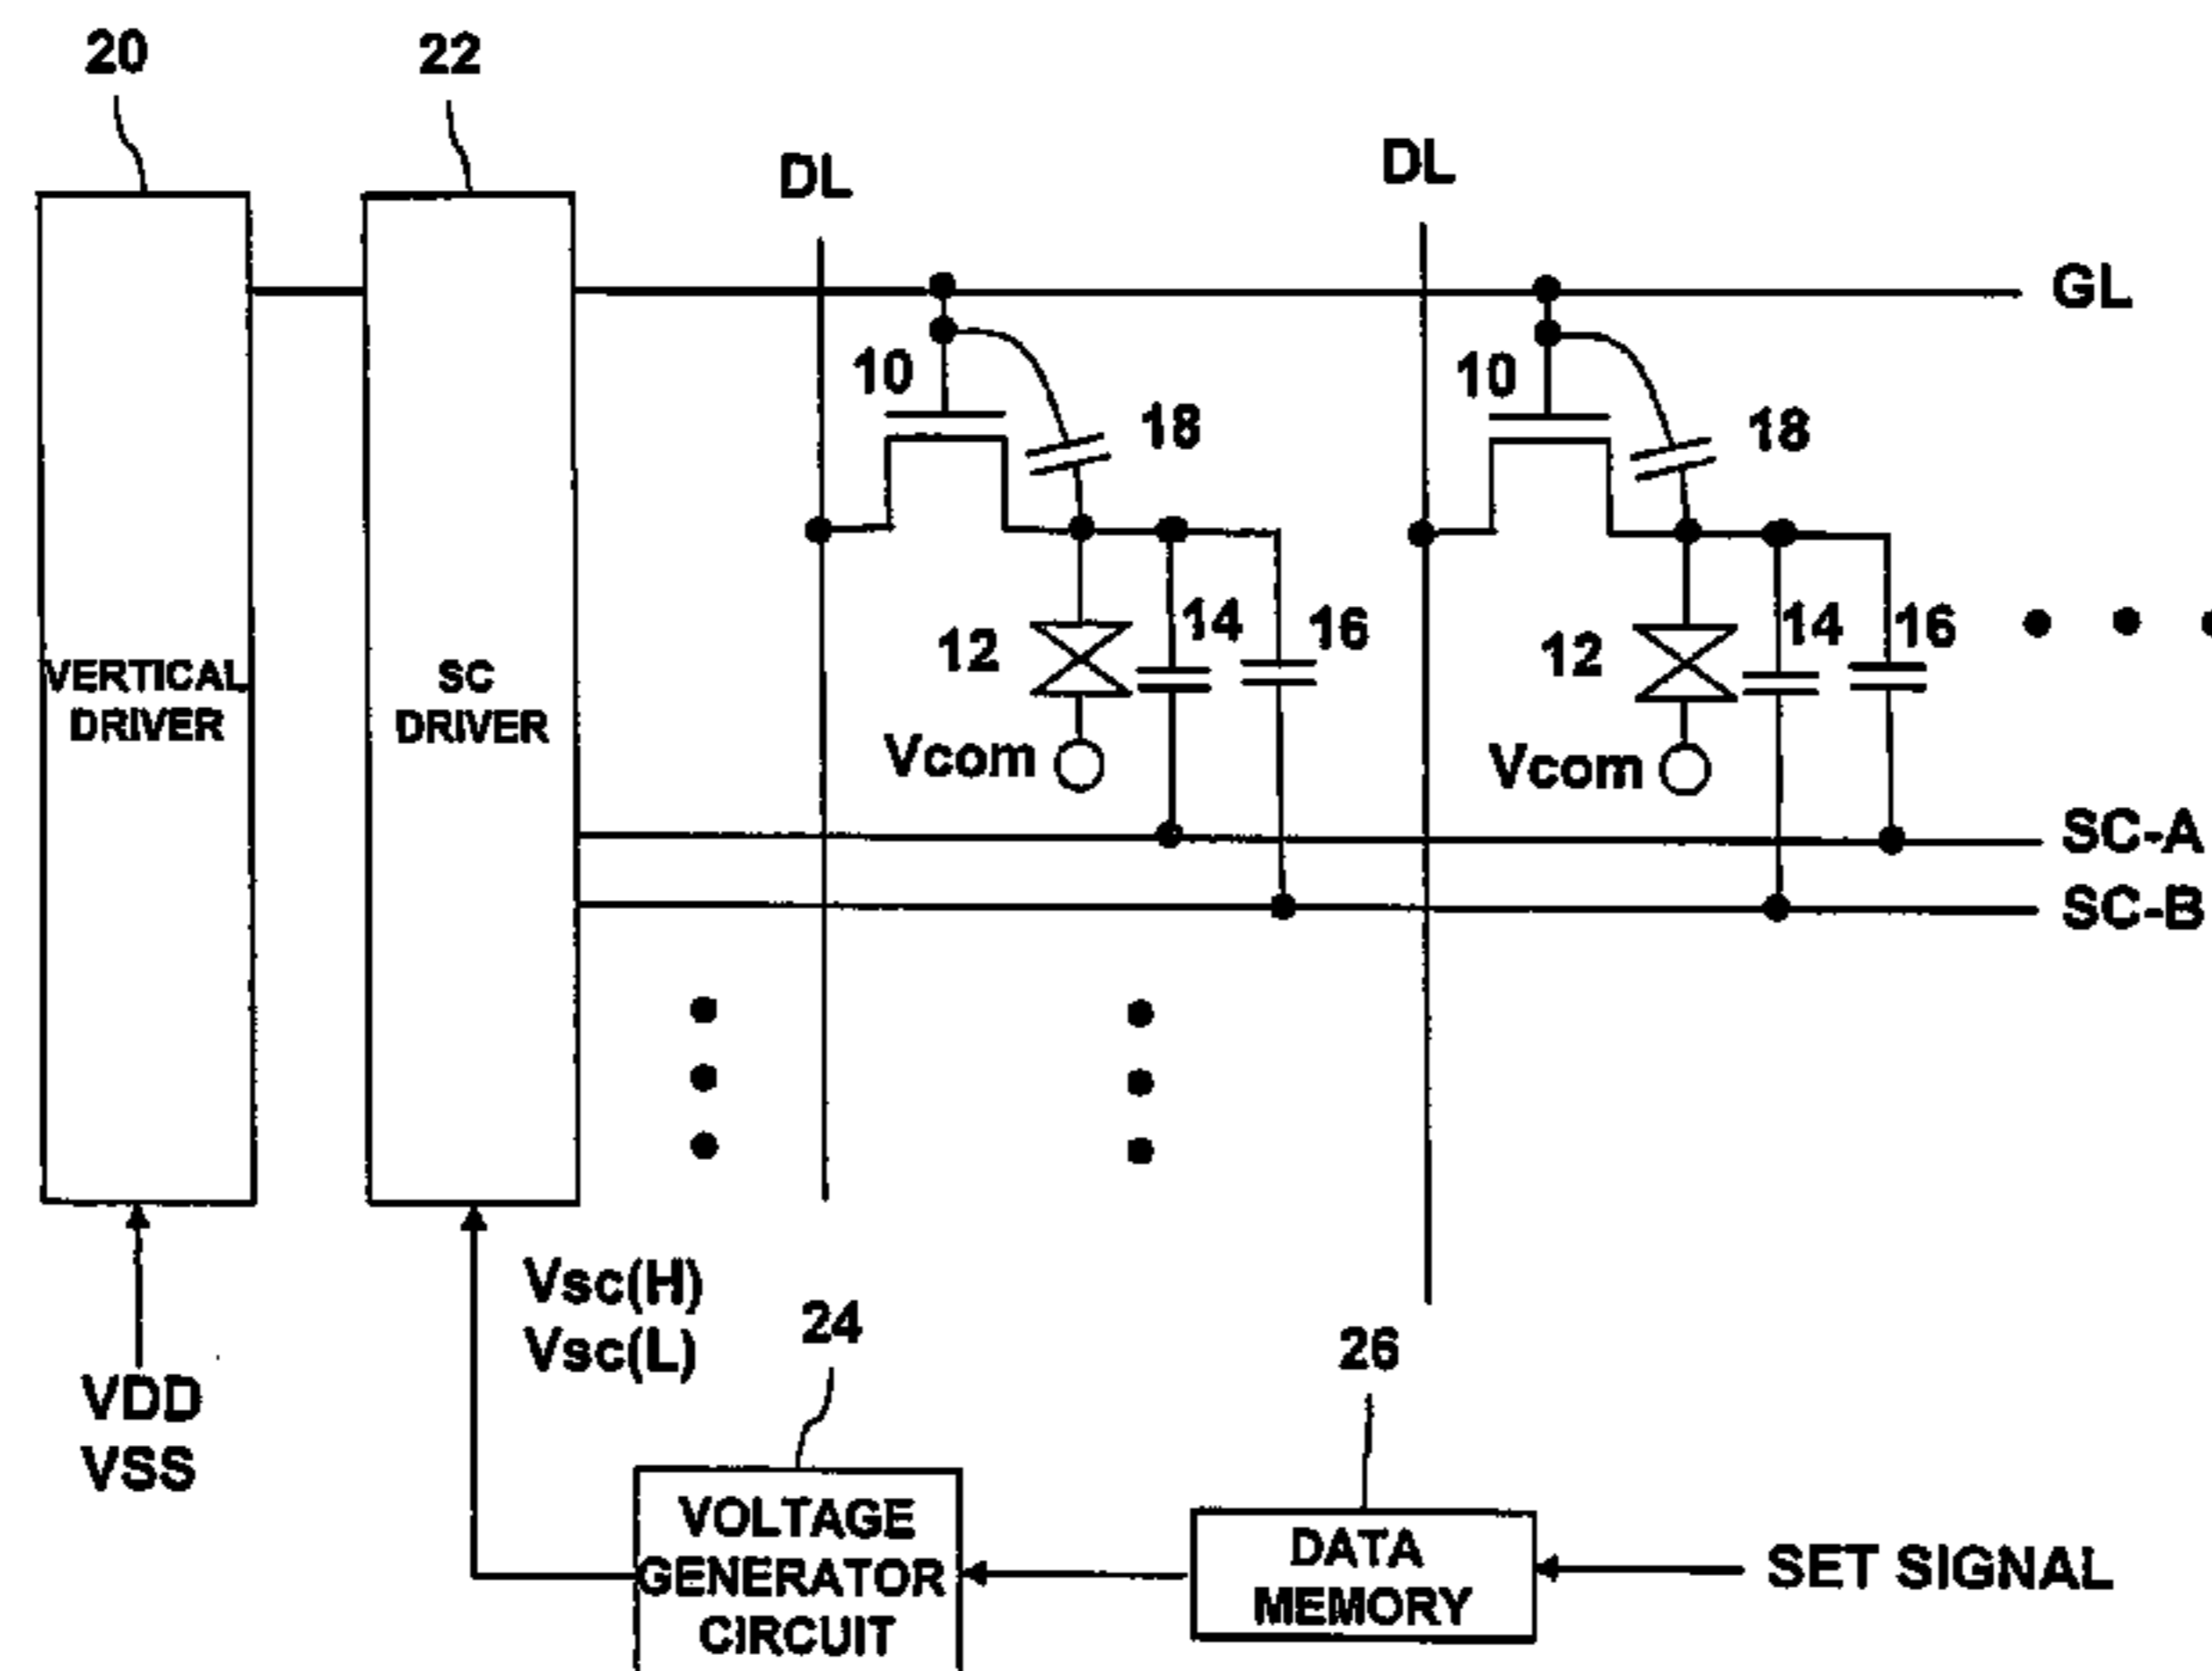 20
22
DL
DL
GL
10
18
10
18
VERTICAL
DRIVER
SC
DRIVER
12
14
16
12
14
16
Vcom
Vcom
SC-A
SC-B
Vsc(H)
Vsc(L)
24
26
VDD
VSS
VOLTAGE
GENERATOR
CIRCUIT
DATA
MEMORY
SET SIGNAL